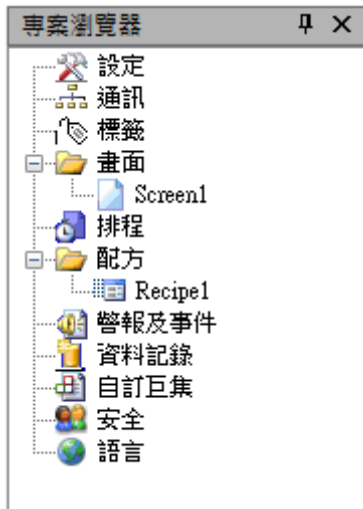 專案瀏覽器
設定
通訊
標籤
畫面
Screen1
排程
配方
Recipe1
警報及事件
資料記錄
自訂巨集
安全
語言